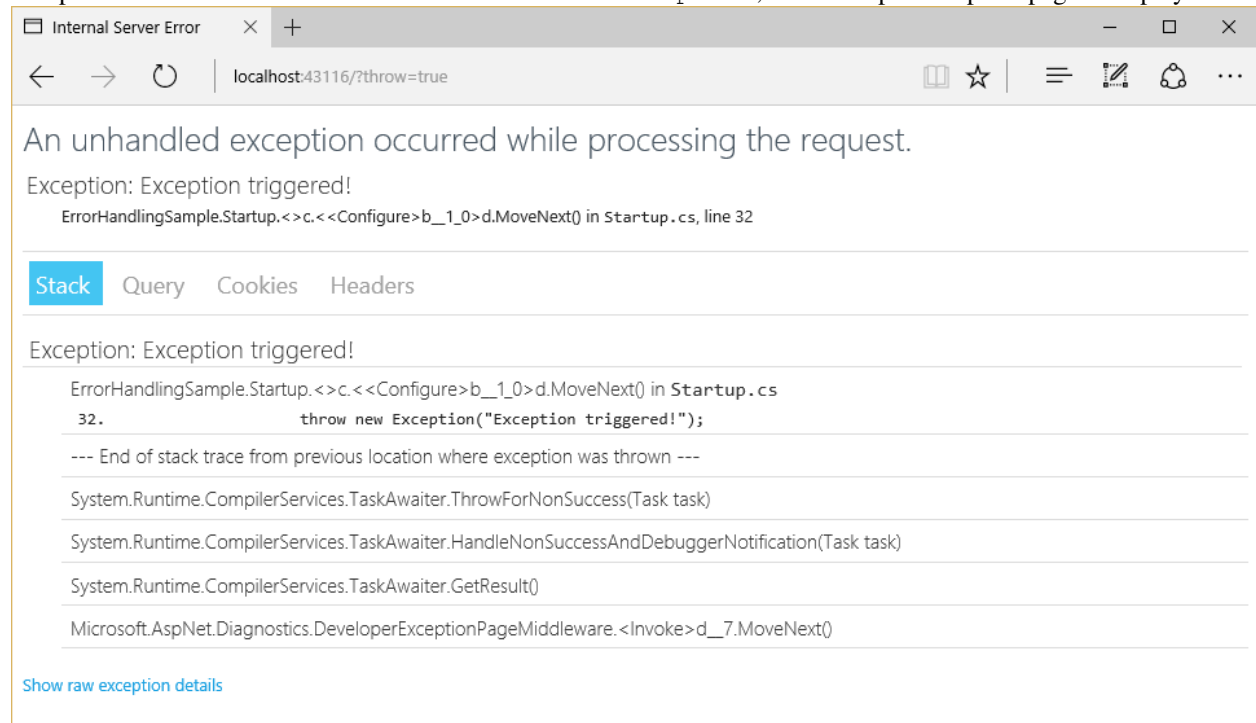 Internal Server Error
localhost:43116/?throw=true
An unhandled exception occurred while processing the request.
Exception: Exception triggered!
ErrorHandlingSample.Startup.<>c.<<Configure>b__1_0>d.MoveNext() in Startup.cs, line 32
Stack Query Cookies Headers
Exception: Exception triggered!
ErrorHandlingSample.Startup.<>c.<<Configure>b__1_0>d.MoveNext() in Startup.cs
32. throw new Exception("Exception triggered!");
--- End of stack trace from previous location where exception was thrown ---
System.Runtime.CompilerServices.TaskAwaiter.ThrowForNonSuccess(Task task)
System.Runtime.CompilerServices.TaskAwaiter.HandleNonSuccessAndDebuggerNotification(Task task)
System.Runtime.CompilerServices.TaskAwaiter.GetResult()
Microsoft.AspNet.Diagnostics.DeveloperExceptionPageMiddleware.<Invoke>d__7.MoveNext()
Show raw exception details